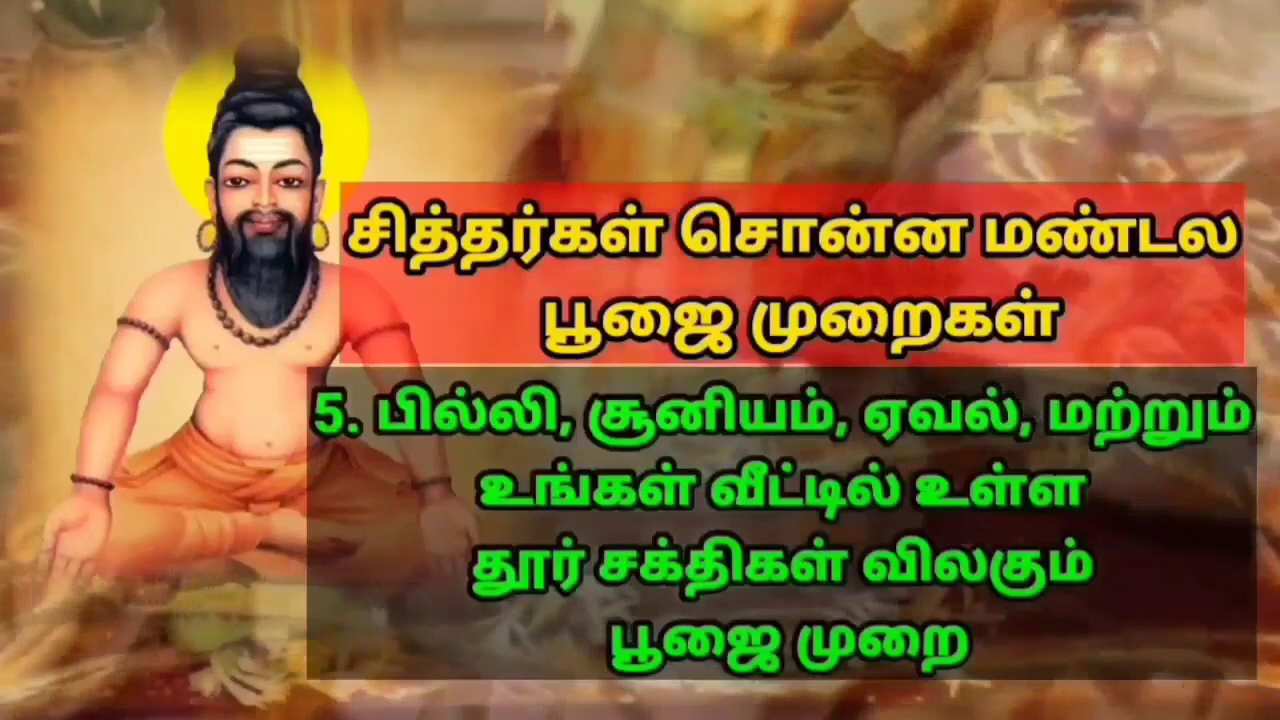 சித்தர்கள் சொன்ன மண்டல
பூஜை முறைகள்
5. பில்லி, சூனியம், ஏவல், மற்றும்
உங்கள் வீட்டில் உள்ள
தூர் சக்திகள் விலகும்
பூஜை முறை